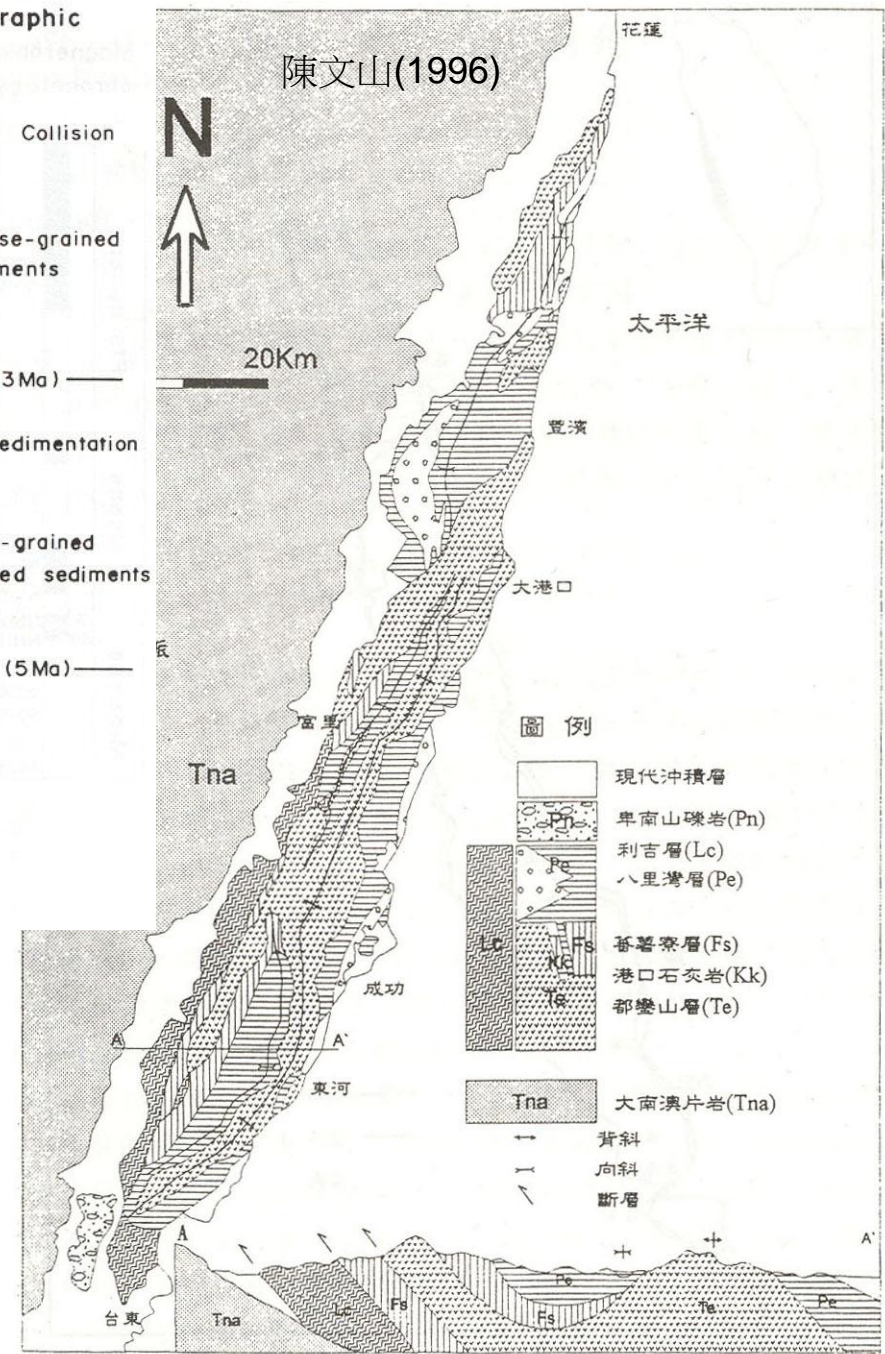 raphic
Collision
se-grained
ments
3 Ma)
edimentation
-grained
ed sediments
(5 Ma)
陳文山(1996)
N
20Km
花蓮
太平洋
豐濱
大港口
富里
Tna
成功
A
A`
東河
台東
圖 例
現代沖積層
Pn
卑南山礫岩(Pn)
利吉層(Lc)
Pe
八里灣層(Pe)
Lc
Fs
蕃薯寮層(Fs)
Kk
港口石灰岩(Kk)
Te
都巒山層(Te)
Tna
大南澳片岩(Tna)
背斜
向斜
斷層
A
A`
Tna
Lc
Fs
Pe
Fs
Te
Pe